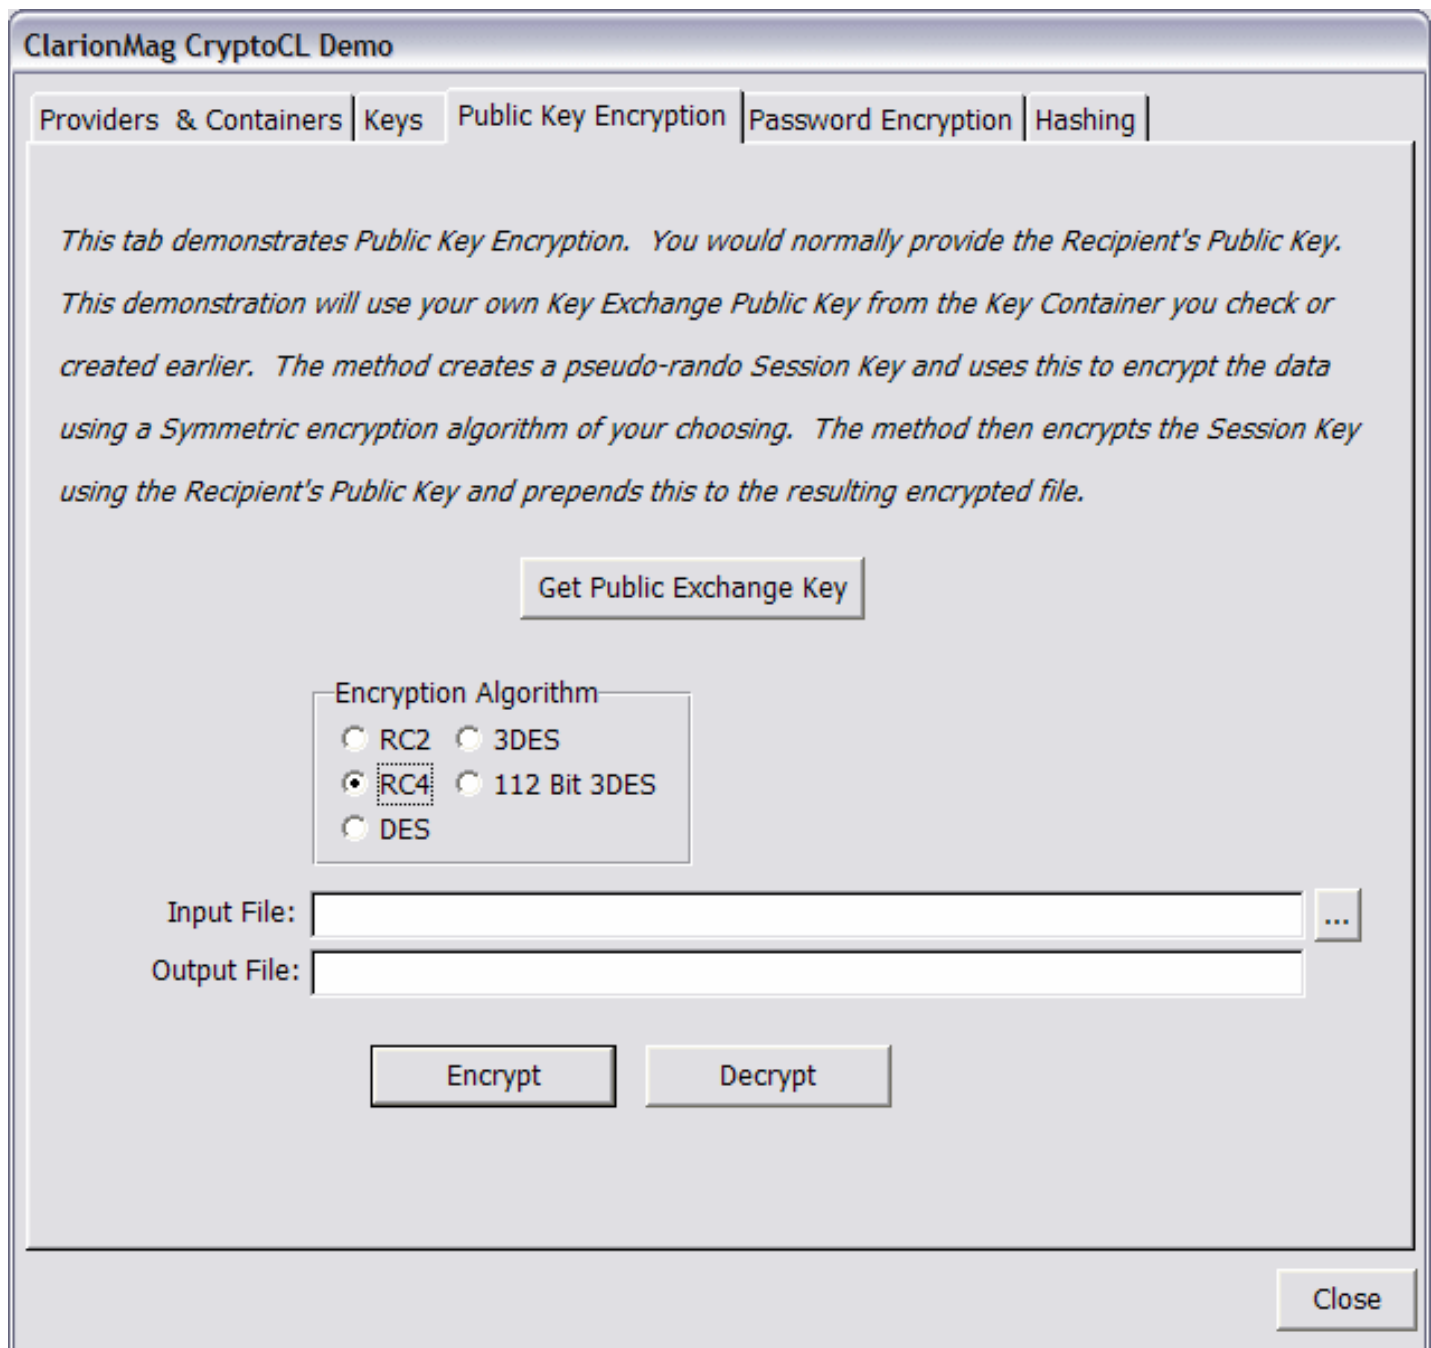 ClarionMag CryptoCL Demo
Providers & Containers Keys Public Key Encryption Password Encryption Hashing
This tab demonstrates Public Key Encryption. You would normally provide the Recipient's Public Key.
This demonstration will use your own Key Exchange Public Key from the Key Container you check or
created earlier. The method creates a pseudo-rando Session Key and uses this to encrypt the data
using a Symmetric encryption algorithm of your choosing. The method then encrypts the Session Key
using the Recipient's Public Key and prepends this to the resulting encrypted file.
Get Public Exchange Key
Encryption Algorithm
RC2 3DES
RC4 112 Bit 3DES
DES
Input File: ...
Output File:
Encrypt Decrypt
Close